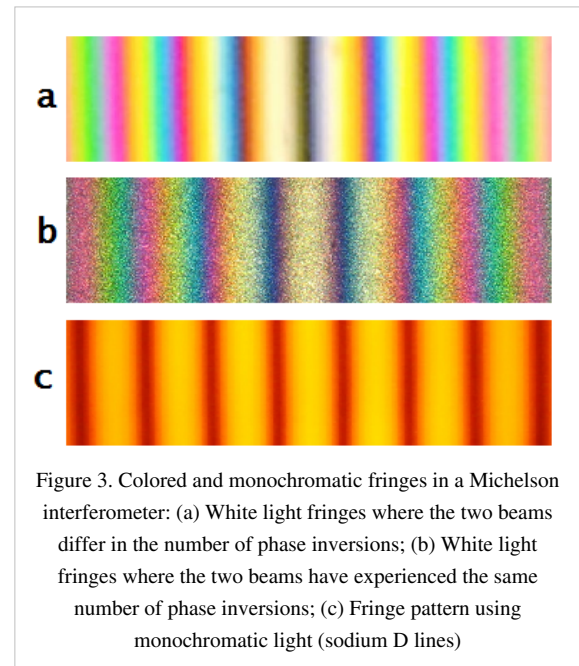 a
b
c
Figure 3. Colored and monochromatic fringes in a Michelson
interferometer: (a) White light fringes where the two beams
differ in the number of phase inversions; (b) White light
fringes where the two beams have experienced the same
number of phase inversions; (c) Fringe pattern using
monochromatic light (sodium D lines)